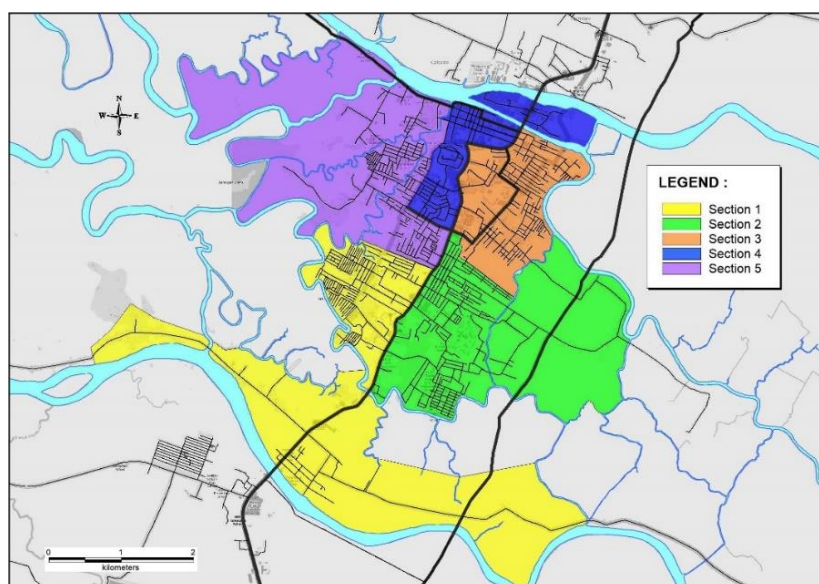 N
W E
S
LEGEND :
Section 1
Section 2
Section 3
Section 4
Section 5
0 1 2
kilometers